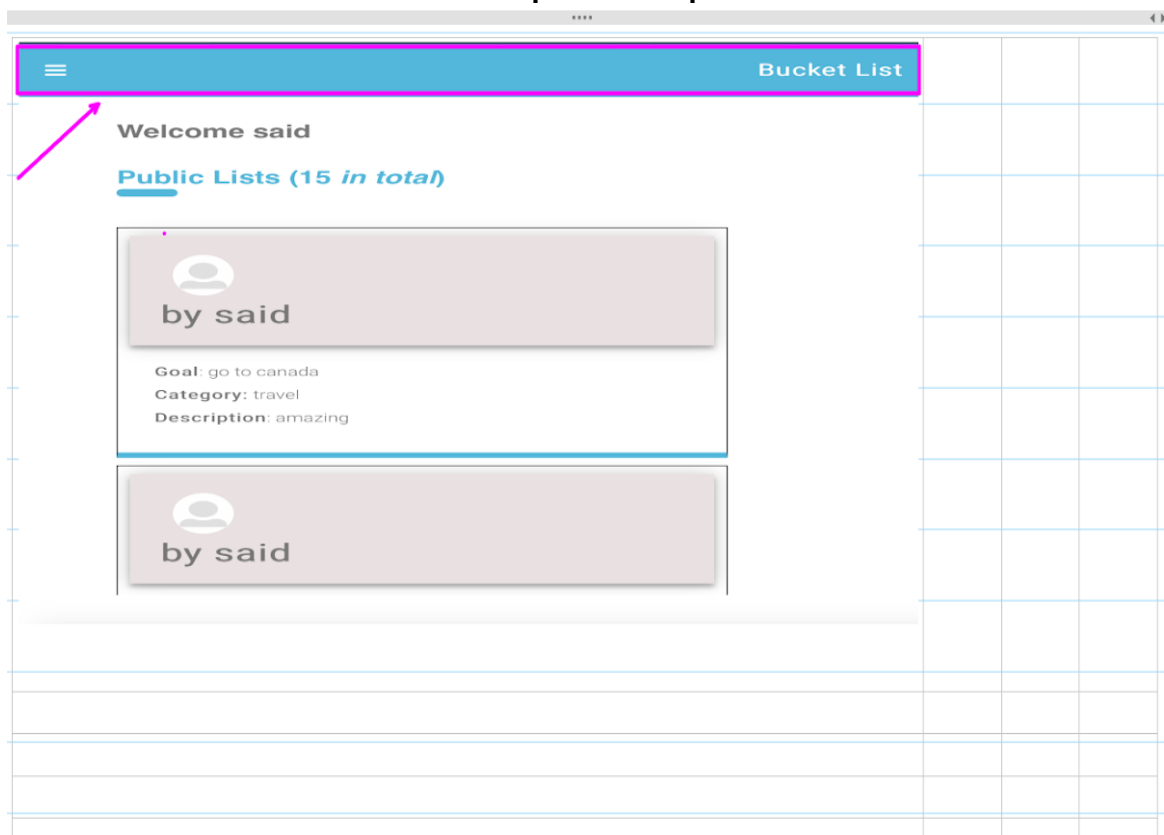 Bucket List
Welcome said
Public Lists (15 in total)
by said
Goal: go to canada
Category: travel
Description: amazing
by said